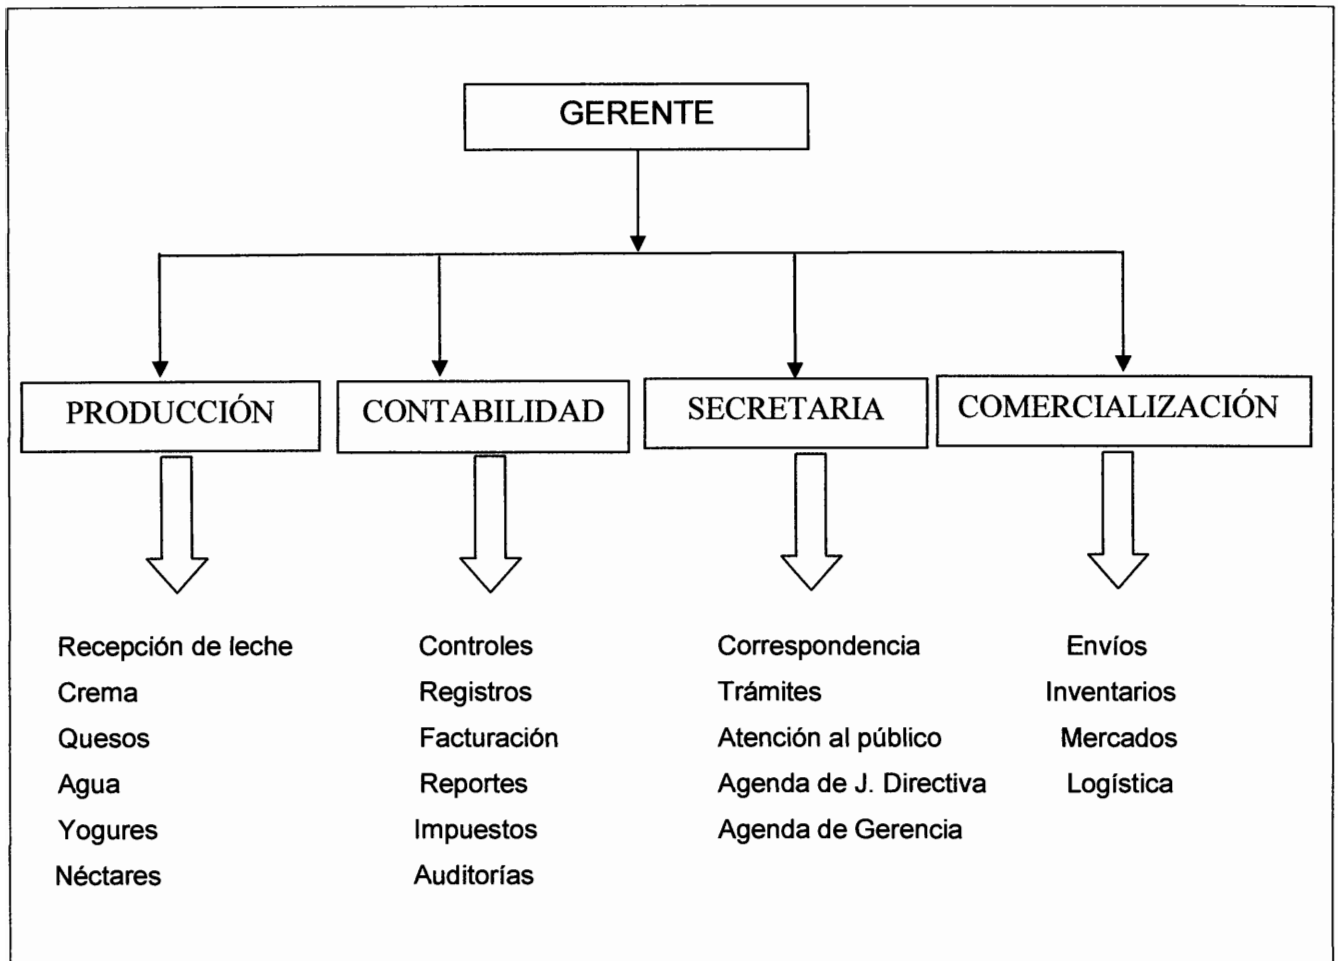 GERENTE
PRODUCCIÓN
CONTABILIDAD
SECRETARIA
COMERCIALIZACIÓN
Recepción de leche
Crema
Quesos
Agua
Yogures
Néctares
Controles
Registros
Facturación
Reportes
Impuestos
Auditorías
Correspondencia
Trámites
Atención al público
Agenda de J. Directiva
Agenda de Gerencia
Envíos
Inventarios
Mercados
Logística